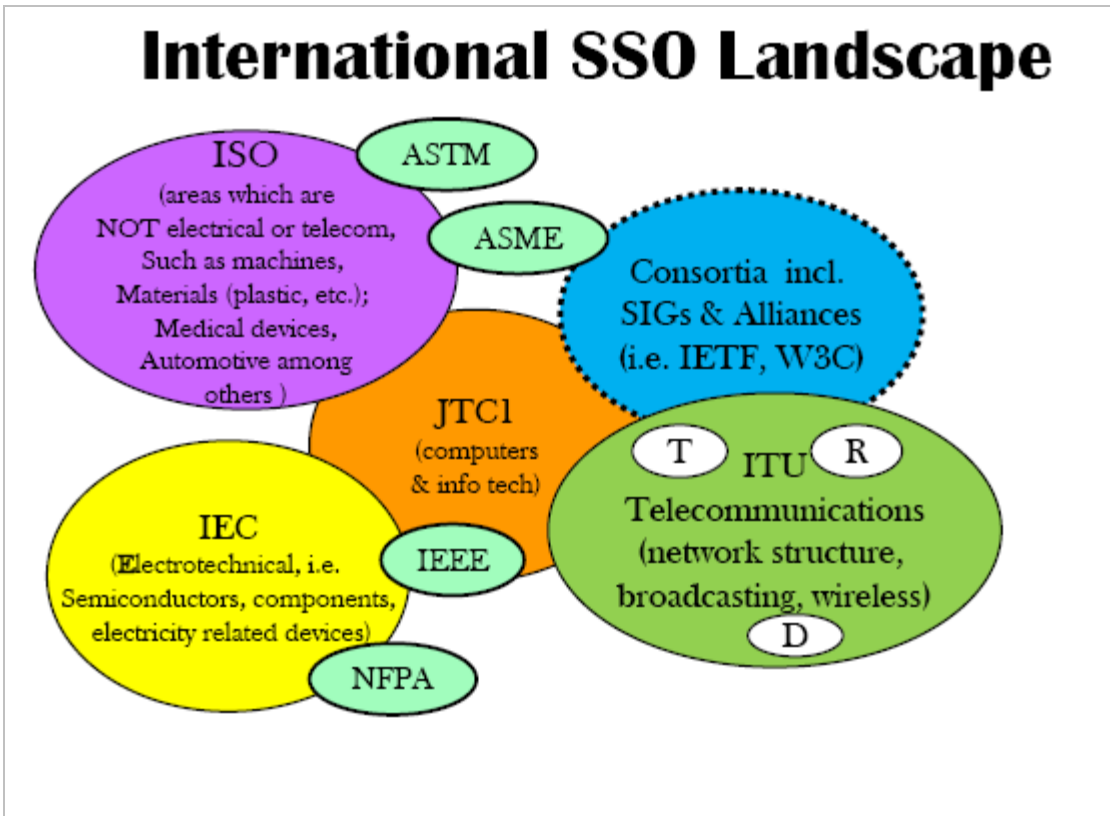 International SSO Landscape
ISO
(areas which are
NOT electrical or telecom,
Such as machines,
Materials (plastic, etc.);
Medical devices,
Automotive among
others )
ASTM
ASME
Consortia incl.
SIGs & Alliances
(i.e. IETF, W3C)
JTC1
(computers
& info tech)
T
ITU
R
Telecommunications
(network structure,
broadcasting, wireless)
D
IEC
(Electrotechnical, i.e.
Semiconductors, components,
electricity related devices)
IEEE
NFPA